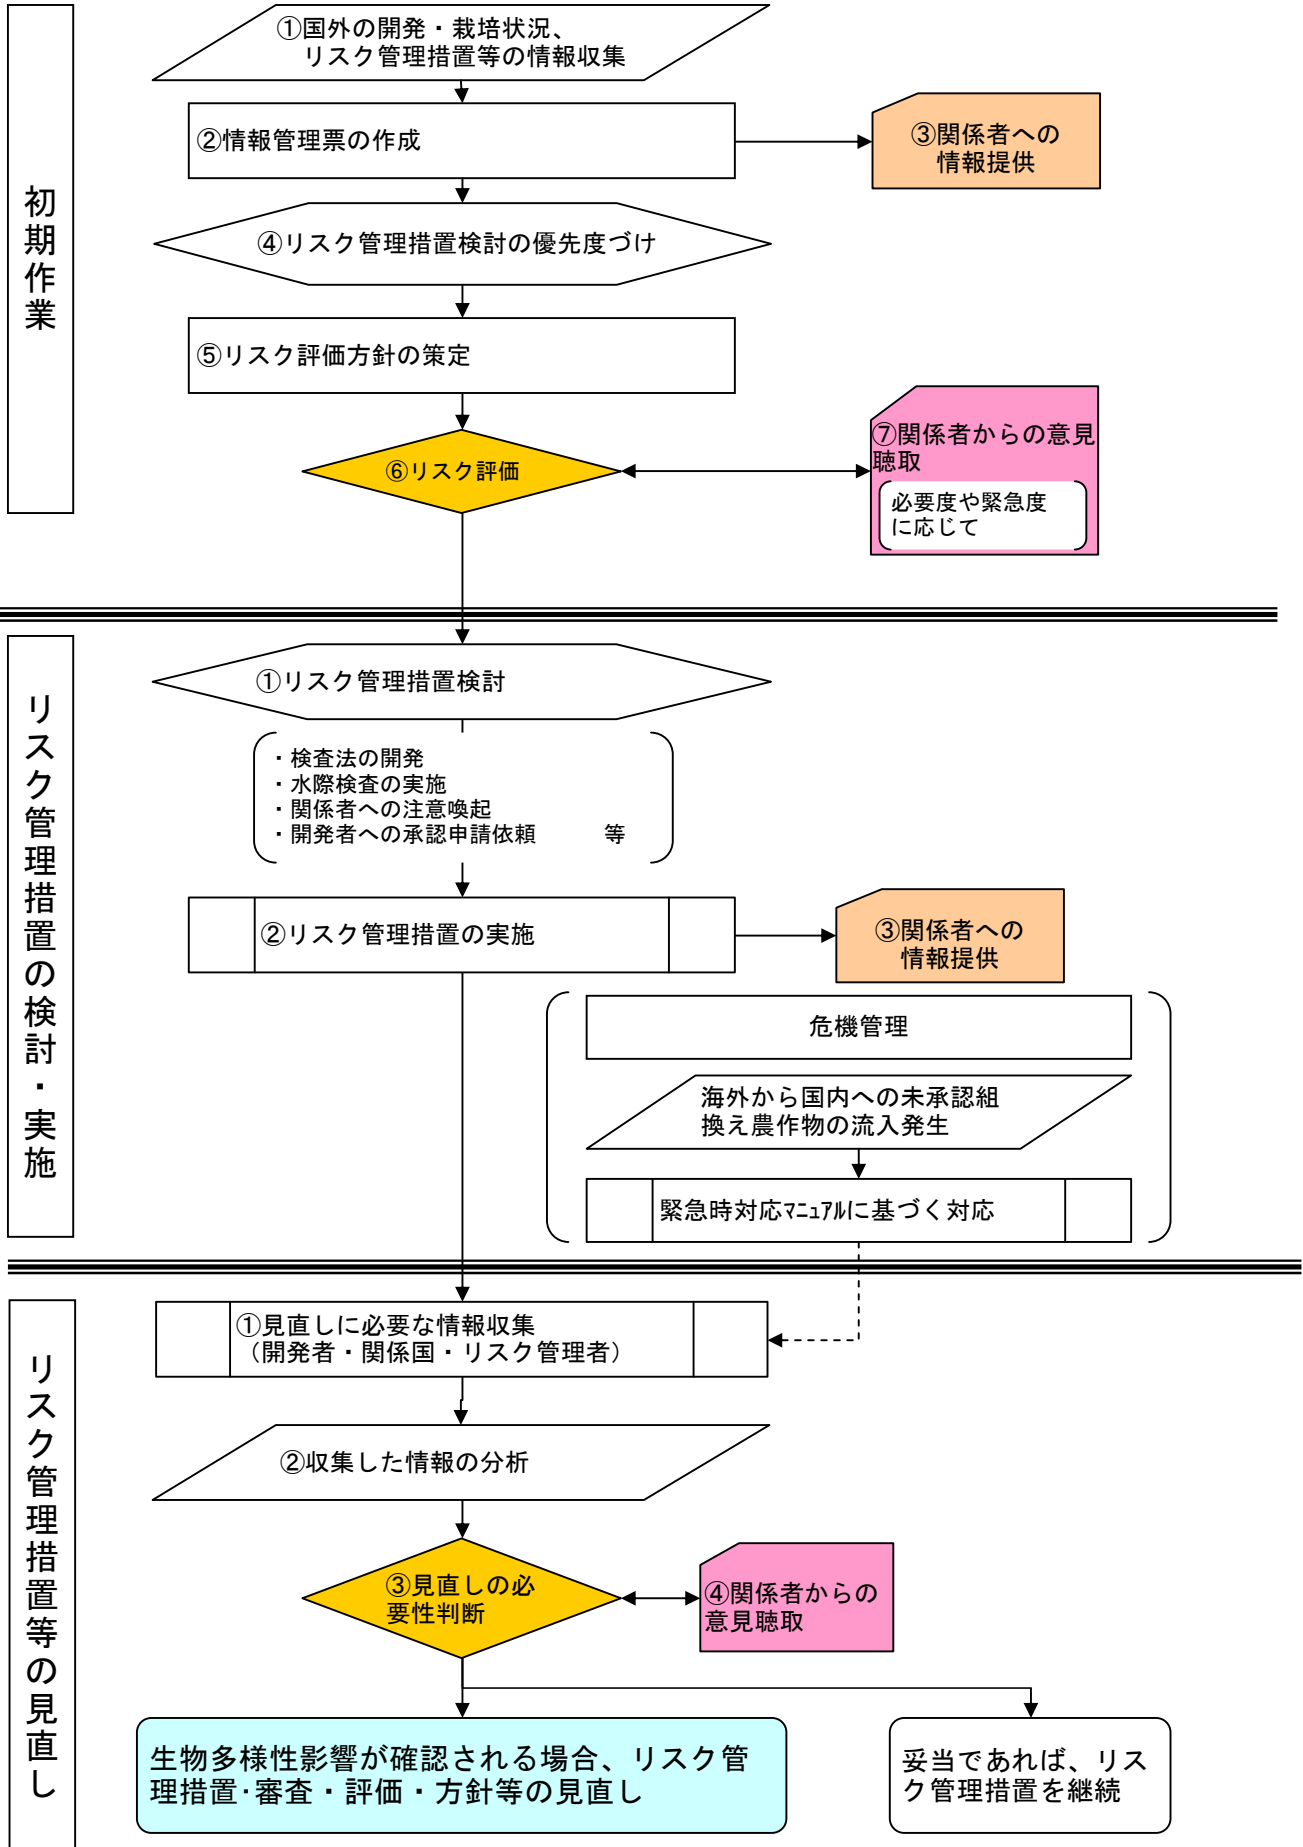 初期作業
①国外の開発・栽培状況、
リスク管理措置等の情報収集
②情報管理票の作成
③関係者への
情報提供
④リスク管理措置検討の優先度づけ
⑤リスク評価方針の策定
⑥リスク評価
⑦関係者からの意見
聴取
必要度や緊急度
に応じて
リスク管理措置の検討・実施
①リスク管理措置検討
・検査法の開発
・水際検査の実施
・関係者への注意喚起
・開発者への承認申請依頼　　等
②リスク管理措置の実施
③関係者への
情報提供
危機管理
海外から国内への未承認組
換え農作物の流入発生
緊急時対応ﾏﾆｭｱﾙに基づく対応
リスク管理措置等の見直し
①見直しに必要な情報収集
（開発者・関係国・リスク管理者）
②収集した情報の分析
③見直しの必
要性判断
④関係者からの
意見聴取
生物多様性影響が確認される場合、リスク管
理措置･審査・評価・方針等の見直し
妥当であれば、リス
ク管理措置を継続